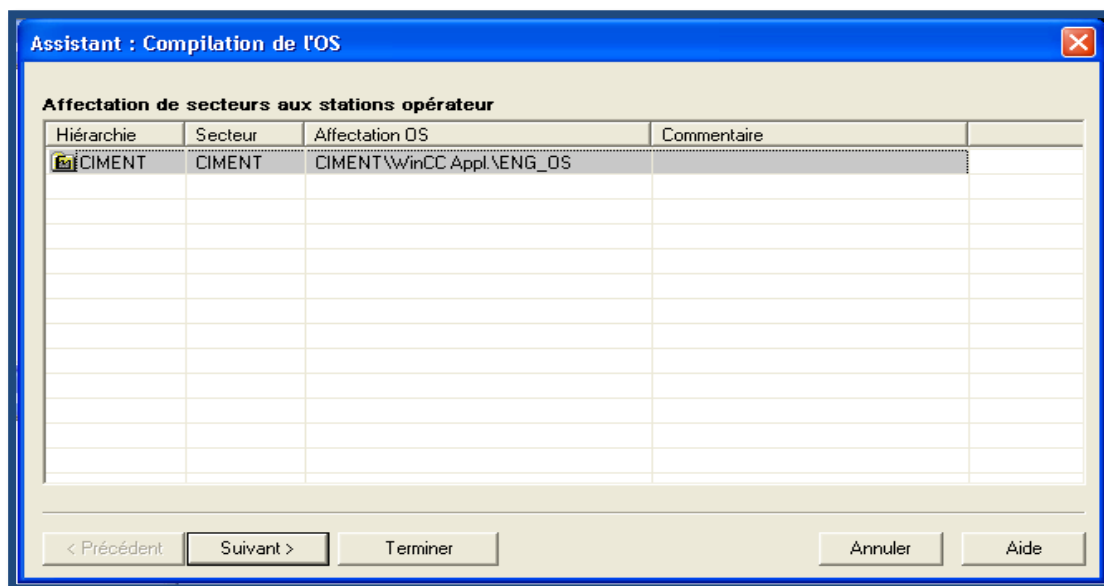 Assistant : Compilation de l'OS
Affectation de secteurs aux stations opérateur
Hiérarchie Secteur Affectation OS Commentaire
CIMENT CIMENT CIMENT\WinCC Appl.\ENG_OS
< Précédent Suivant > Terminer Annuler Aide